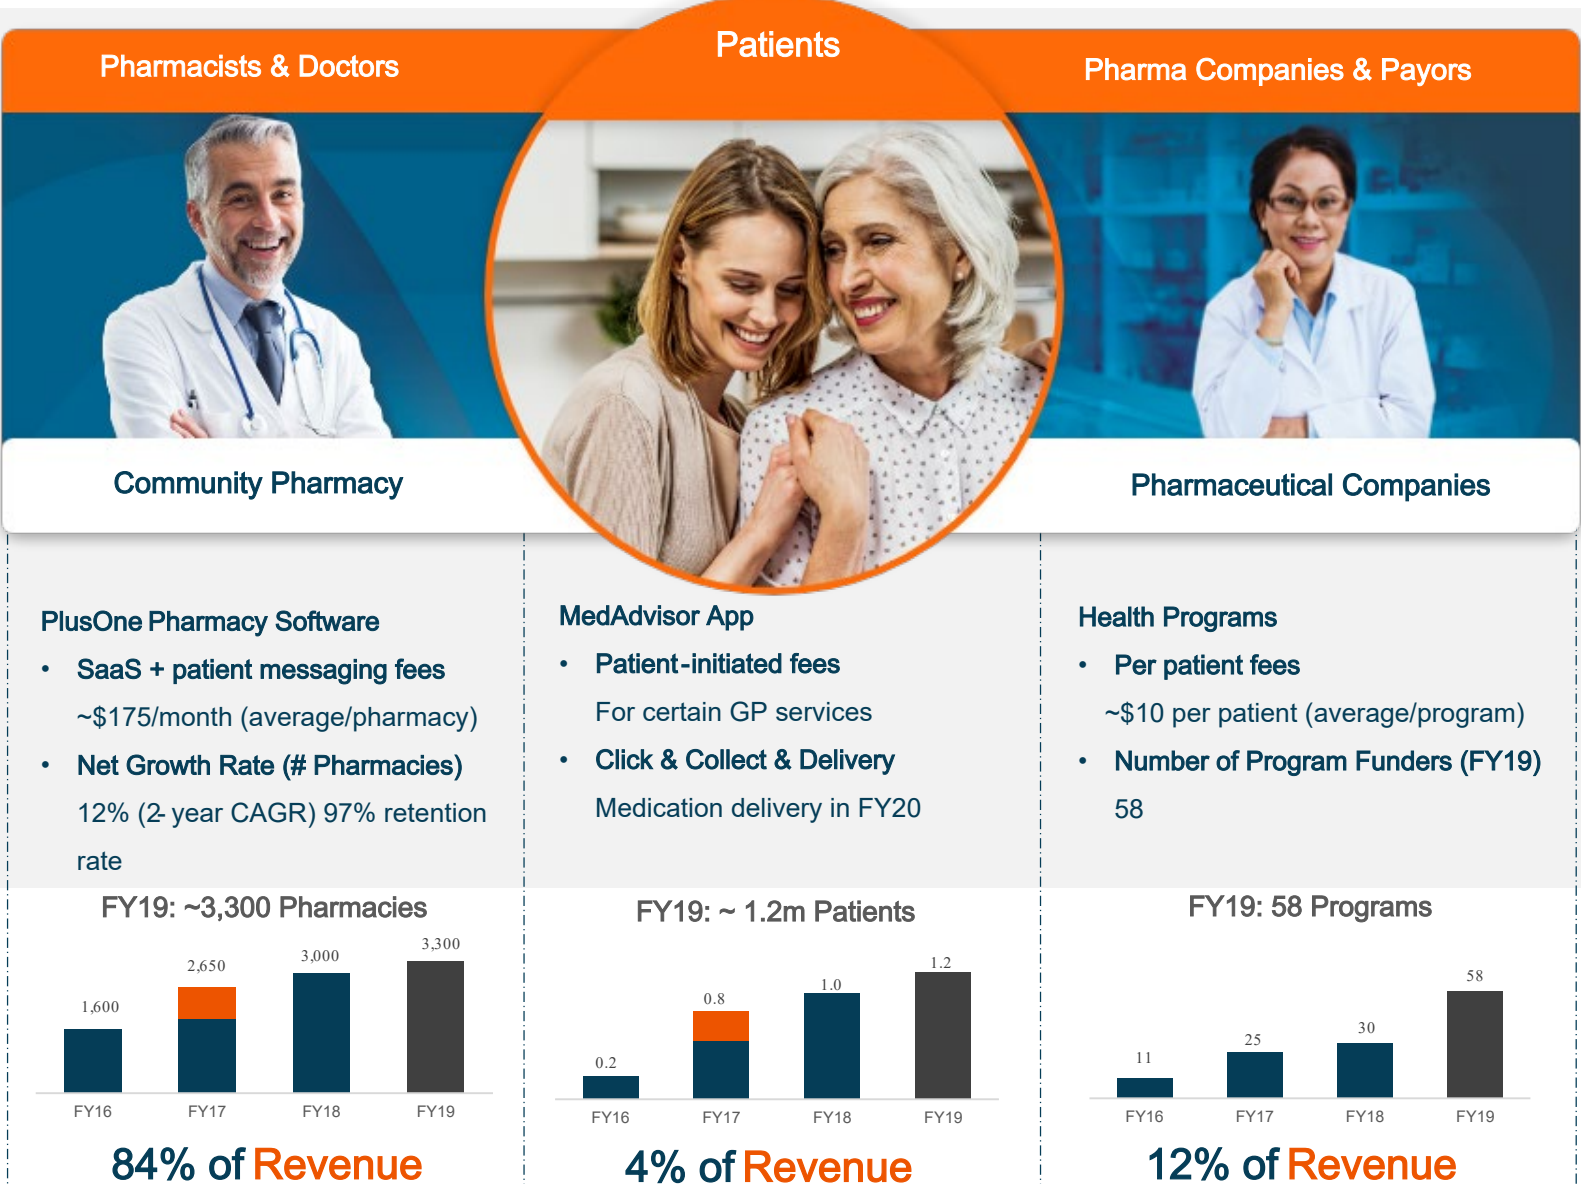 Pharmacists & Doctors
Patients
Pharma Companies & Payors
Community Pharmacy
Pharmaceutical Companies
PlusOne Pharmacy Software
• SaaS + patient messaging fees
~$175/month (average/pharmacy)
• Net Growth Rate (# Pharmacies)
12% (2- year CAGR) 97% retention
rate
MedAdvisor App
• Patient-initiated fees
For certain GP services
• Click & Collect & Delivery
Medication delivery in FY20
Health Programs
• Per patient fees
~$10 per patient (average/program)
• Number of Program Funders (FY19)
58
FY19: ~3,300 Pharmacies
1,600
2,650
3,000
3,300
FY16
FY17
FY18
FY19
84% of Revenue
FY19: ~ 1.2m Patients
0.2
0.8
1.0
1.2
FY16
FY17
FY18
FY19
4% of Revenue
FY19: 58 Programs
11
25
30
58
FY16
FY17
FY18
FY19
12% of Revenue